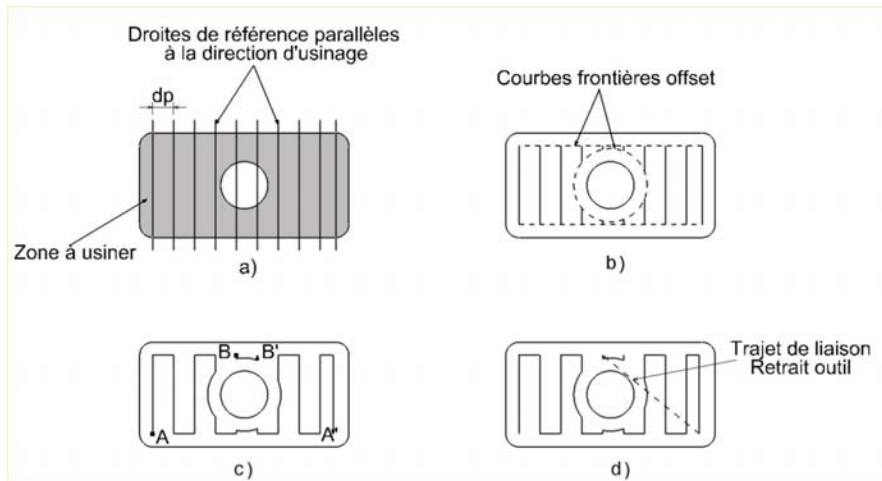 Droites de référence parallèles
à la direction d'usinage
dp
Zone à usiner
a)
Courbes frontières offset
b)
B
B'
A
A'
c)
Trajet de liaison
Retrait outil
d)